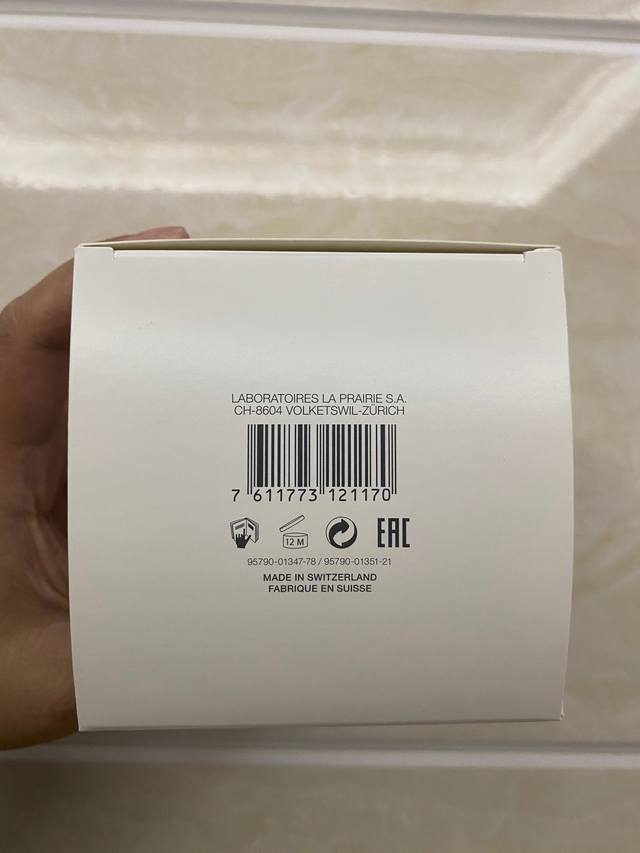 LABORATOIRES LA PRAIRIE S.A.
CH-8604 VOLKETSWIL-ZÜRICH
7 611773 121170
12 M
EAC
95790-01347-78 / 95790-01351-21
MADE IN SWITZERLAND
FABRIQUE EN SUISSE